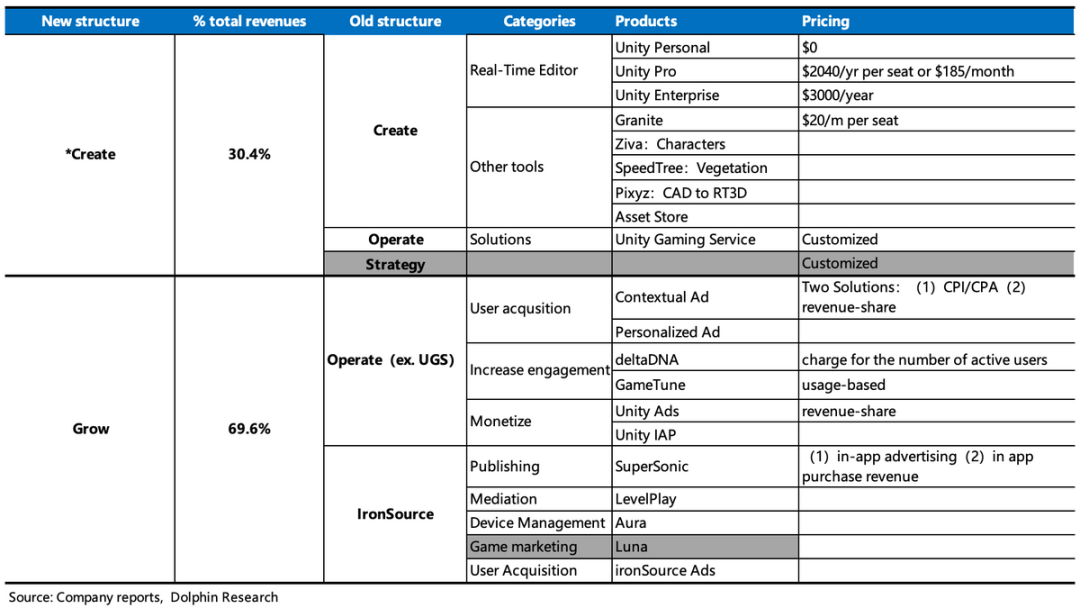 New structure % total revenues Old structure Categories Products Pricing
*Create 30.4% Create Real-Time Editor Unity Personal $0
Unity Pro $2040/yr per seat or $185/month
Unity Enterprise $3000/year
Other tools Granite $20/m per seat
Ziva：Characters
SpeedTree：Vegetation
Pixyz：CAD to RT3D
Asset Store
Operate Solutions Unity Gaming Service Customized
Strategy Customized
Grow 69.6% Operate（ex. UGS） User acqusition Contextual Ad Two Solutions：（1）CPI/CPA（2）
revenue-share
Personalized Ad
Increase engagement deltaDNA charge for the number of active users
GameTune usage-based
Monetize Unity Ads revenue-share
Unity IAP
IronSource Publishing SuperSonic （1）in-app advertising（2）in app
purchase revenue
Mediation LevelPlay
Device Management Aura
Game marketing Luna
User Acquisition ironSource Ads
Source: Company reports, Dolphin Research